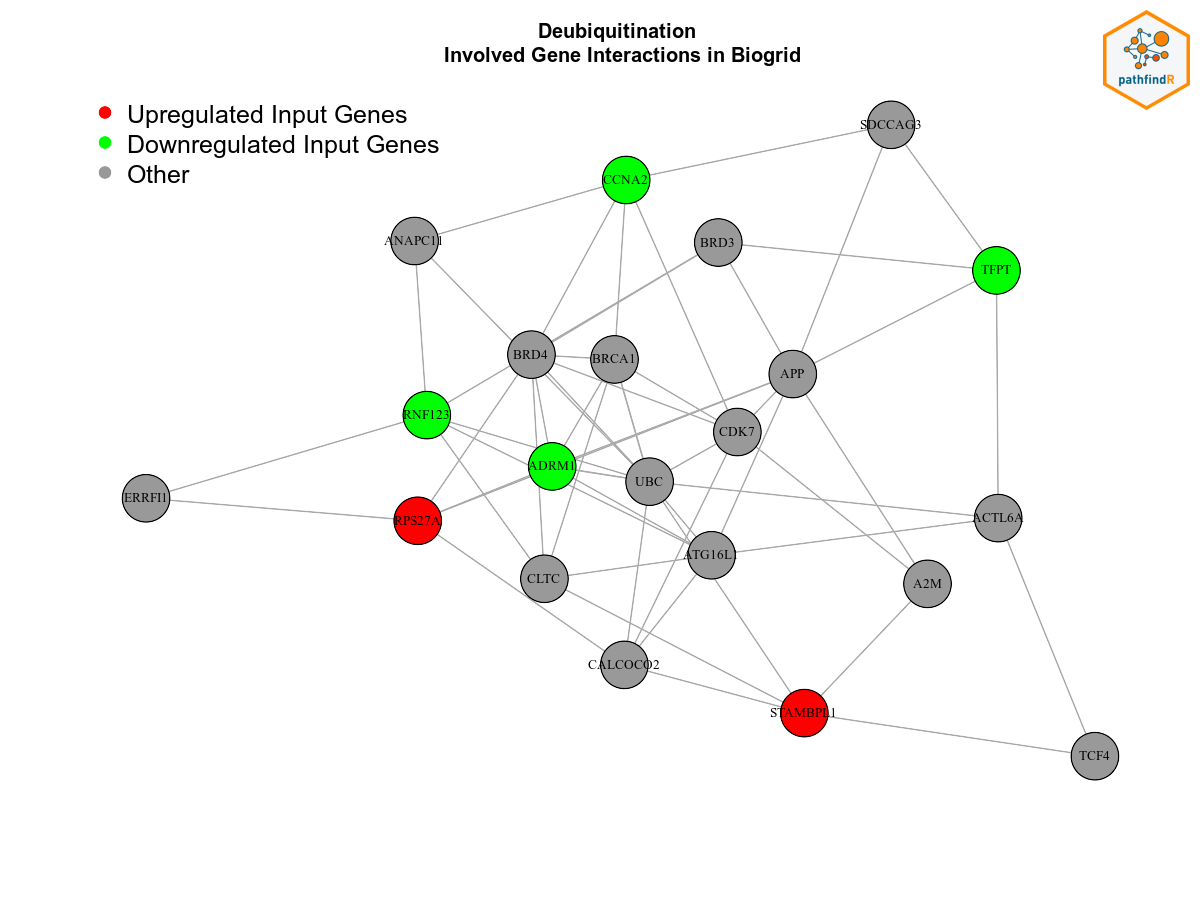 Deubiquitination
Involved Gene Interactions in Biogrid
pathfindR
Upregulated Input Genes
Downregulated Input Genes
Other
SDCCAG3
CCNA2
ANAPC11
BRD3
TFPT
BRD4
BRCA1
APP
RNF123
CDK7
ADRM1
UBC
ERRFI1
RPS27A
ACTL6A
ATG16L1
CLTC
A2M
CALCOCO2
STAMBPL1
TCF4